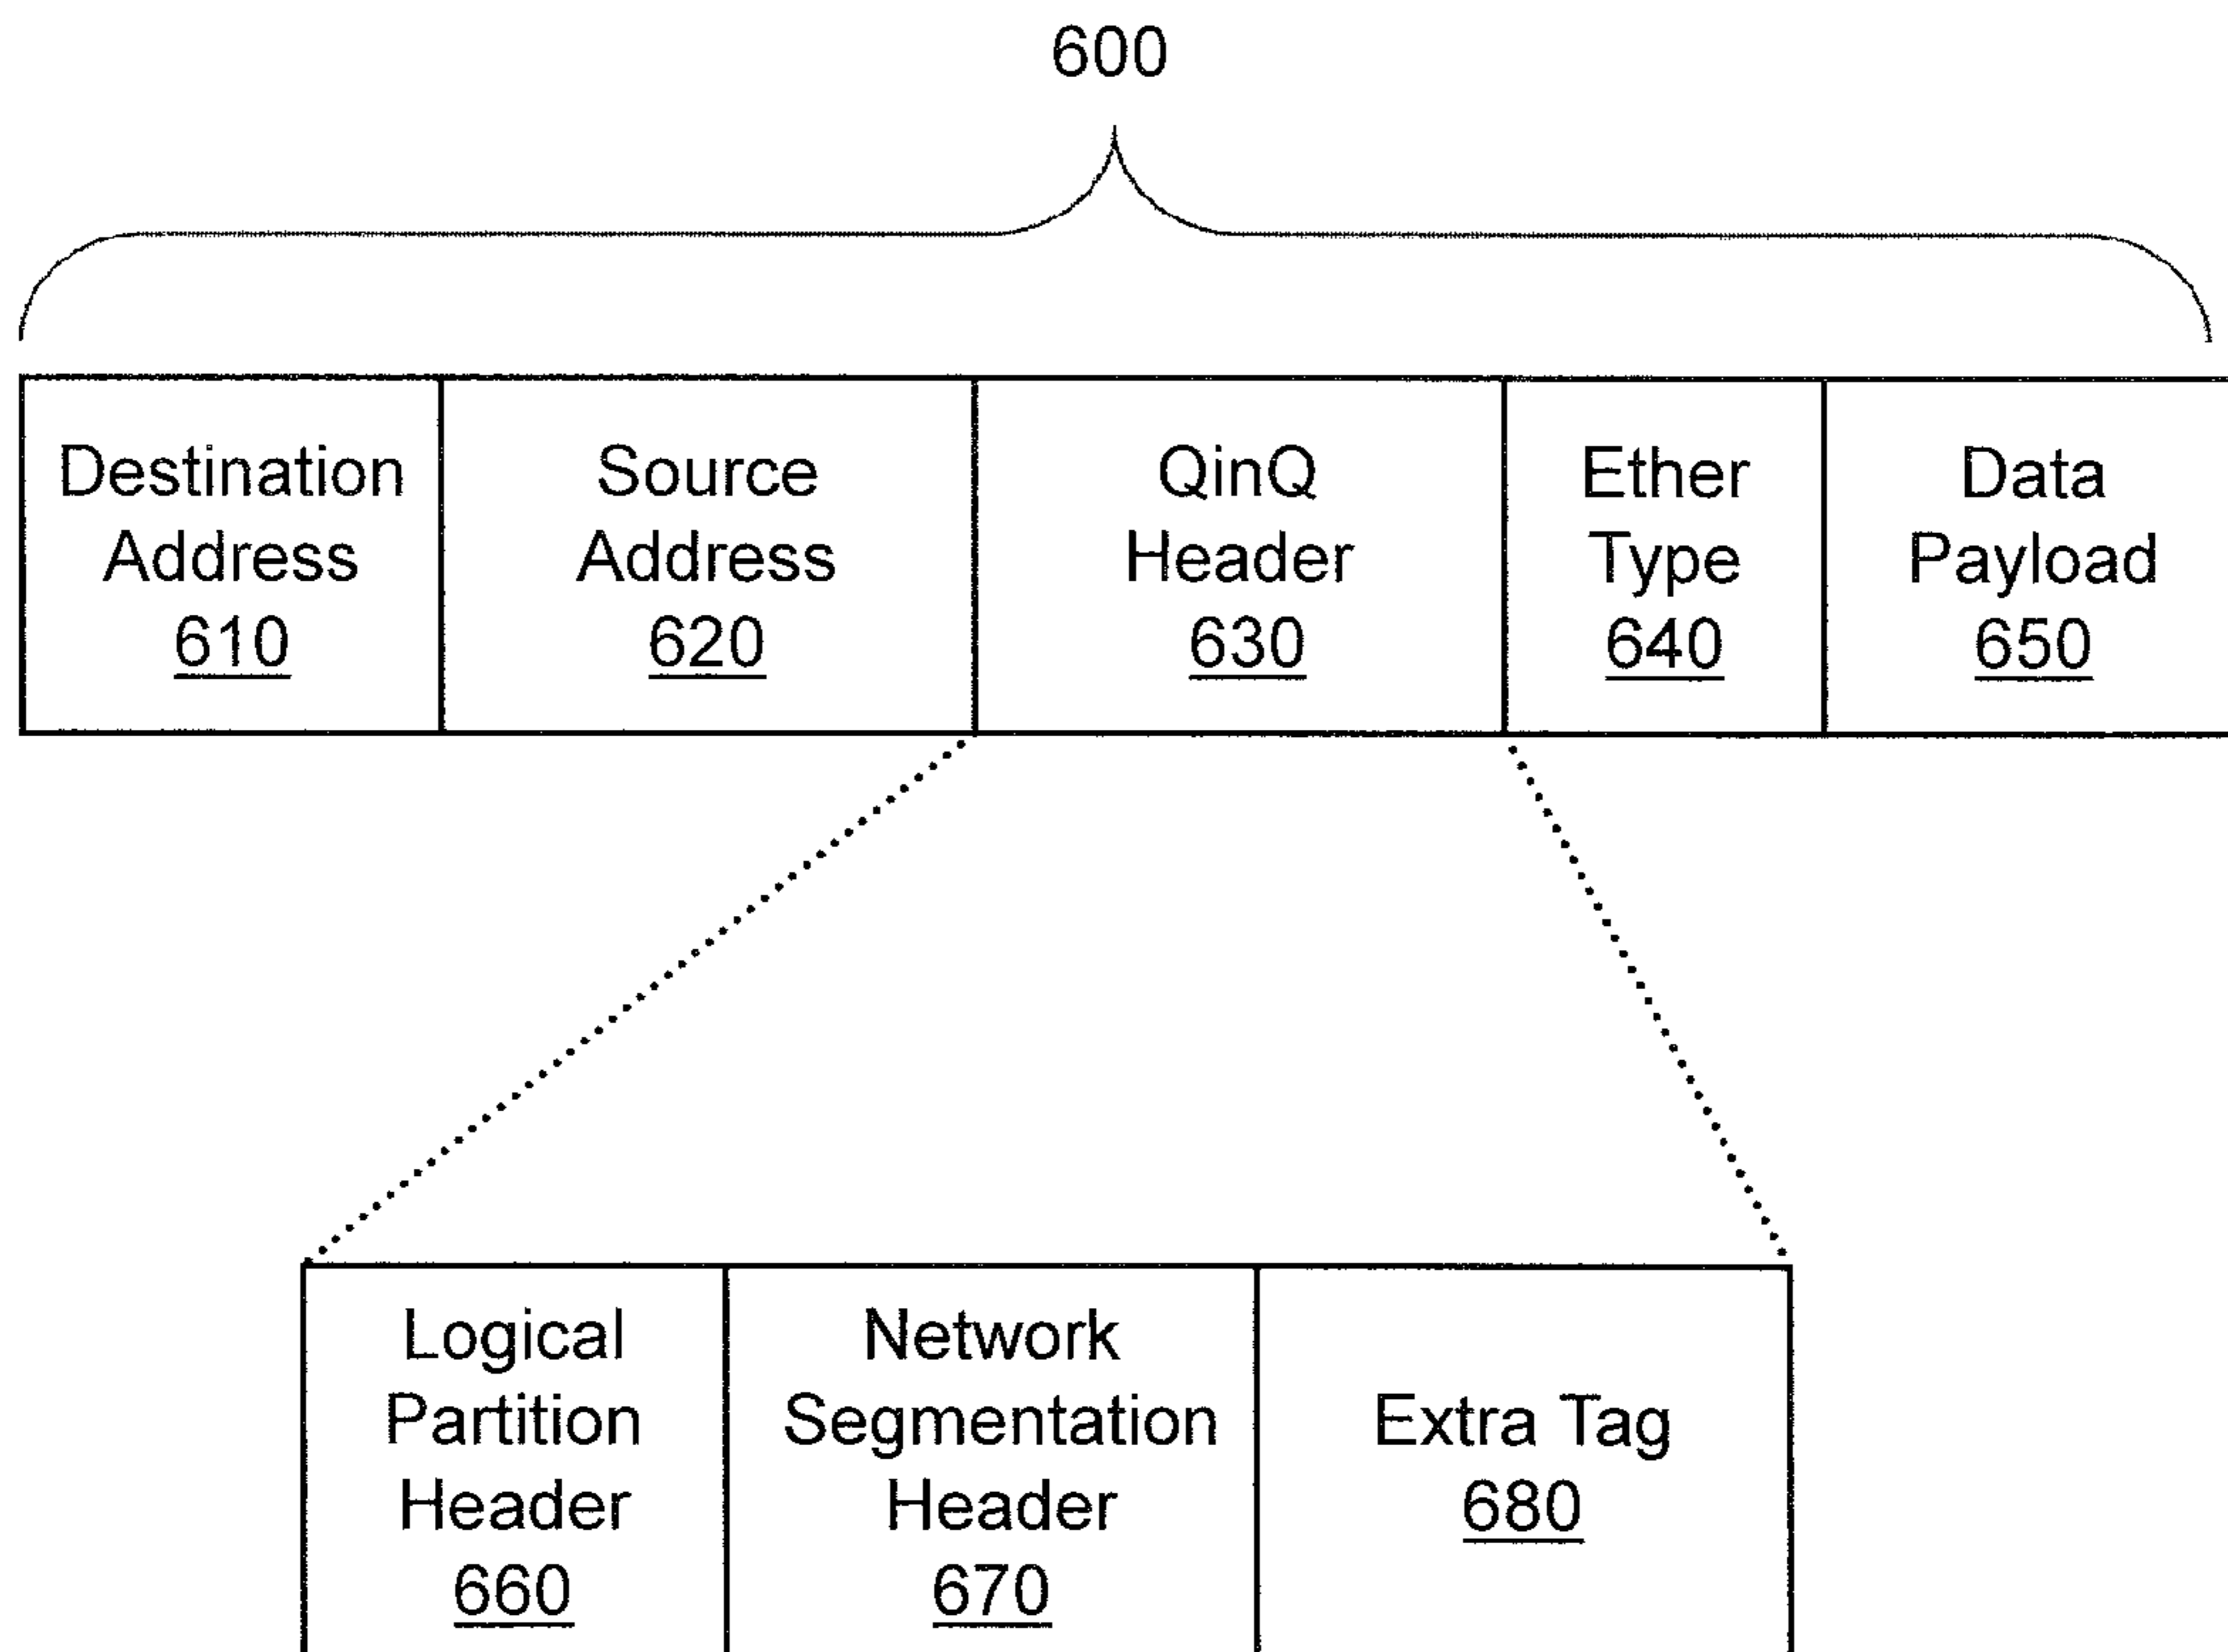 600
Destination
Address
610
Source
Address
620
QinQ
Header
630
Ether
Type
640
Data
Payload
650
Logical
Partition
Header
660
Network
Segmentation
Header
670
Extra Tag
680